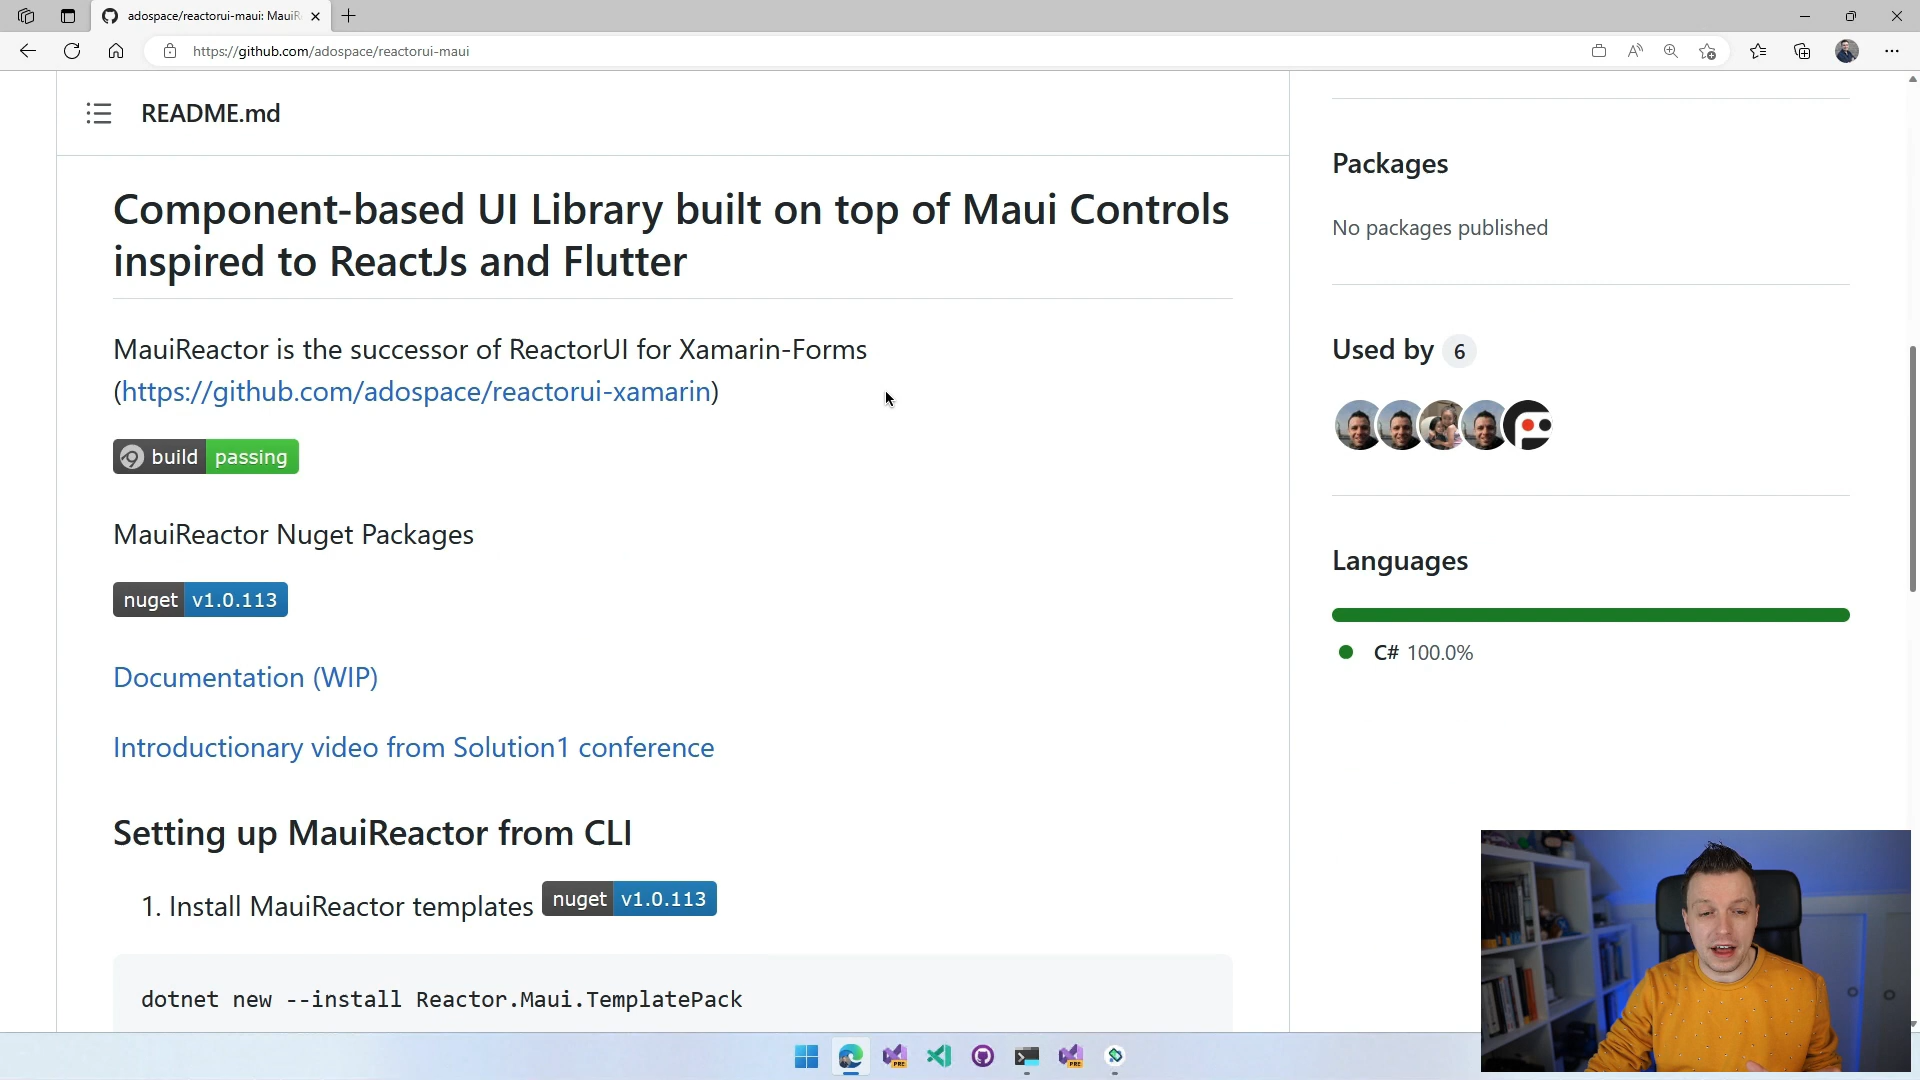 adospace/reactorui-maui: MauiR
https://github.com/adospace/reactorui-maui
README.md
Component-based UI Library built on top of Maui Controls
inspired to ReactJs and Flutter
MauiReactor is the successor of ReactorUI for Xamarin-Forms
(https://github.com/adospace/reactorui-xamarin)
build passing
MauiReactor Nuget Packages
nuget v1.0.113
Documentation (WIP)
Introductionary video from Solution1 conference
Setting up MauiReactor from CLI
1. Install MauiReactor templates nuget v1.0.113
dotnet new --install Reactor.Maui.TemplatePack
Packages
No packages published
Used by 6
Languages
C# 100.0%
PRE
PRE